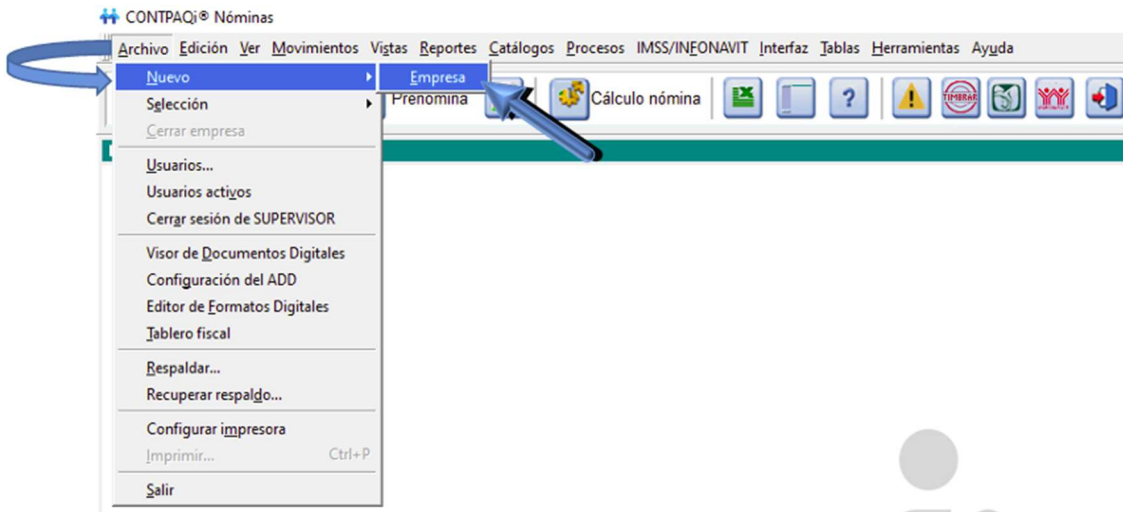 CONTPAQi® Nóminas
Archivo Edición Ver Movimientos Vistas Reportes Catálogos Procesos IMSS/INFONAVIT Interfaz Tablas Herramientas Ayuda
Nuevo Empresa
Prenómina Cálculo nómina TIMBRAR
Selección
Cerrar empresa
Usuarios...
Usuarios activos
Cerrar sesión de SUPERVISOR
Visor de Documentos Digitales
Configuración del ADD
Editor de Formatos Digitales
Tablero fiscal
Respaldar...
Recuperar respaldo...
Configurar impresora
Imprimir... Ctrl+P
Salir